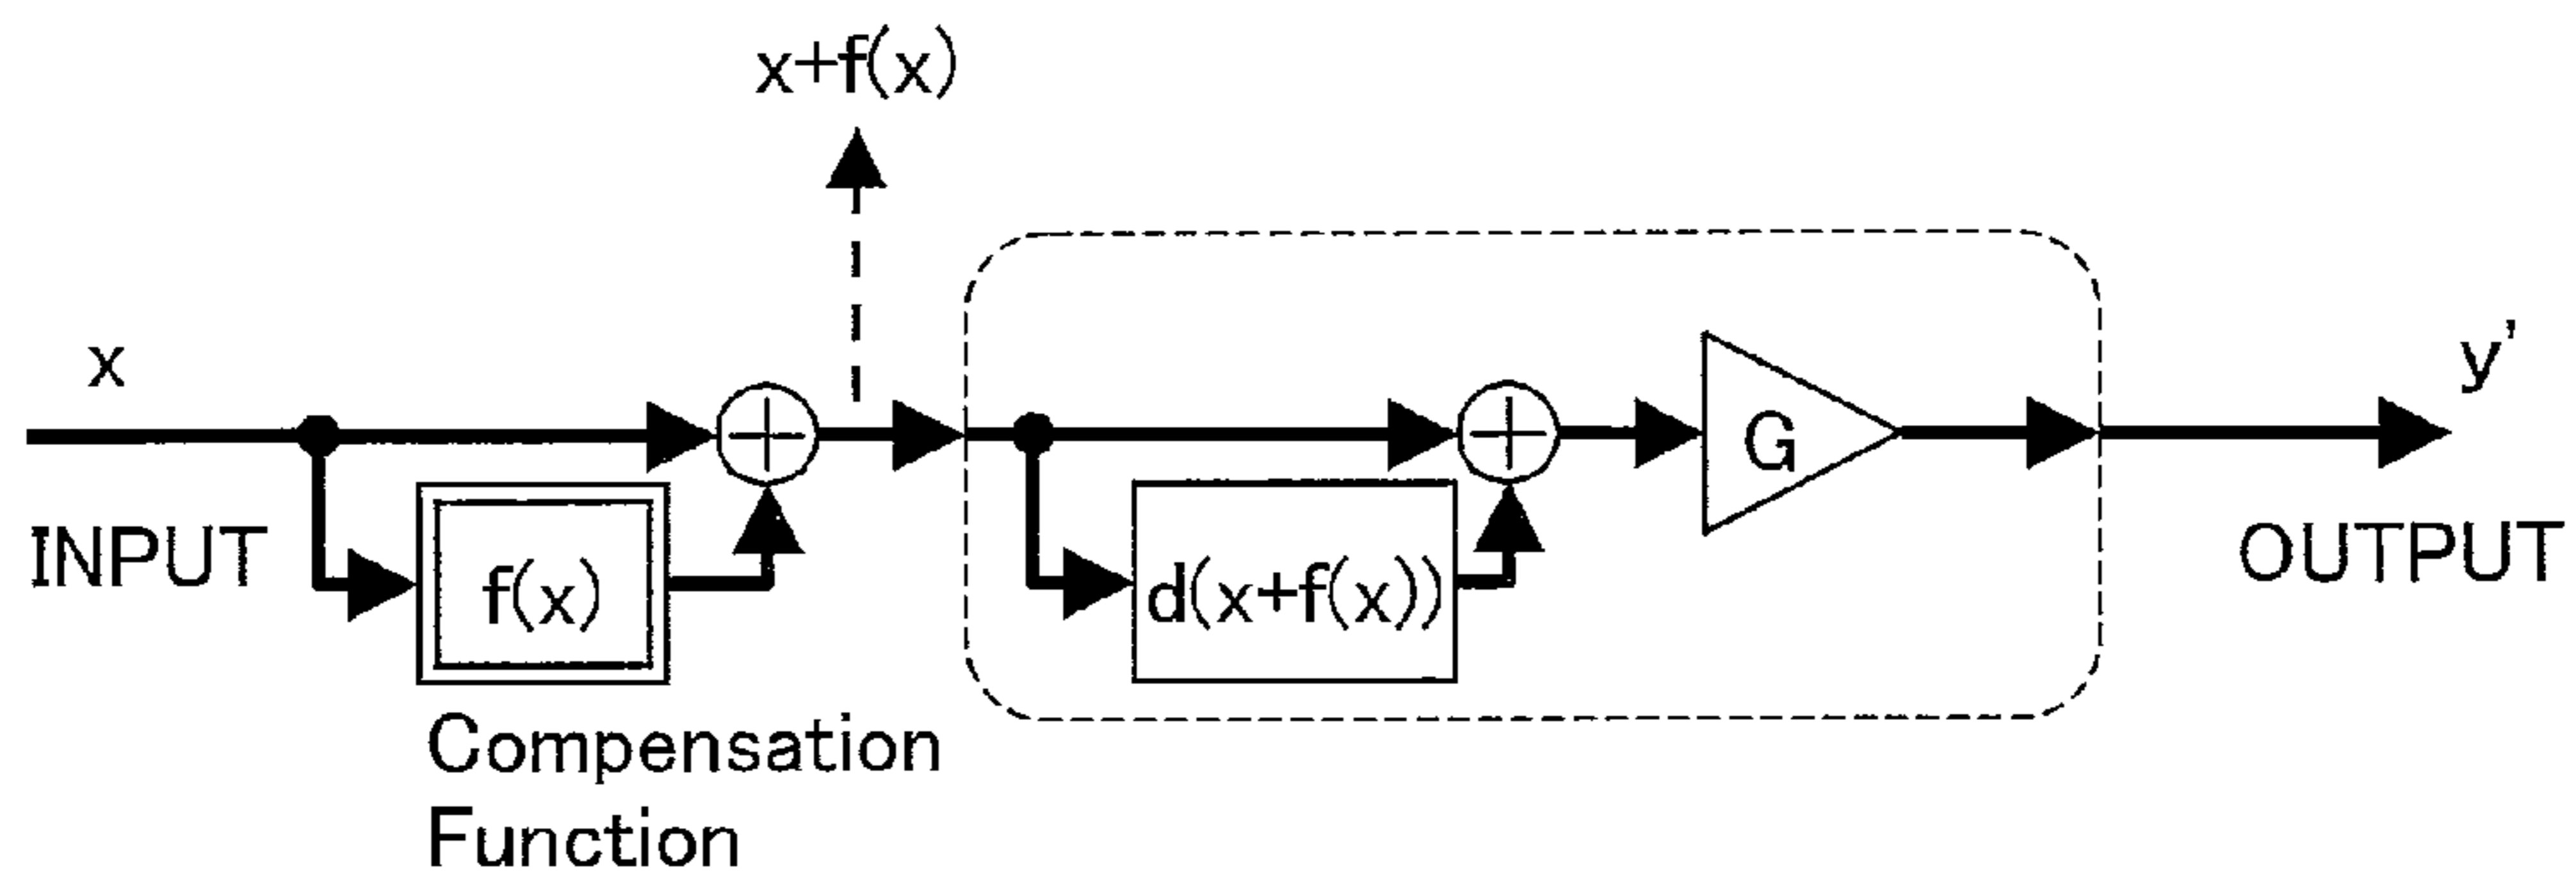 x+f(x)
x
y'
G
INPUT
f(x)
d(x+f(x))
OUTPUT
Compensation
Function